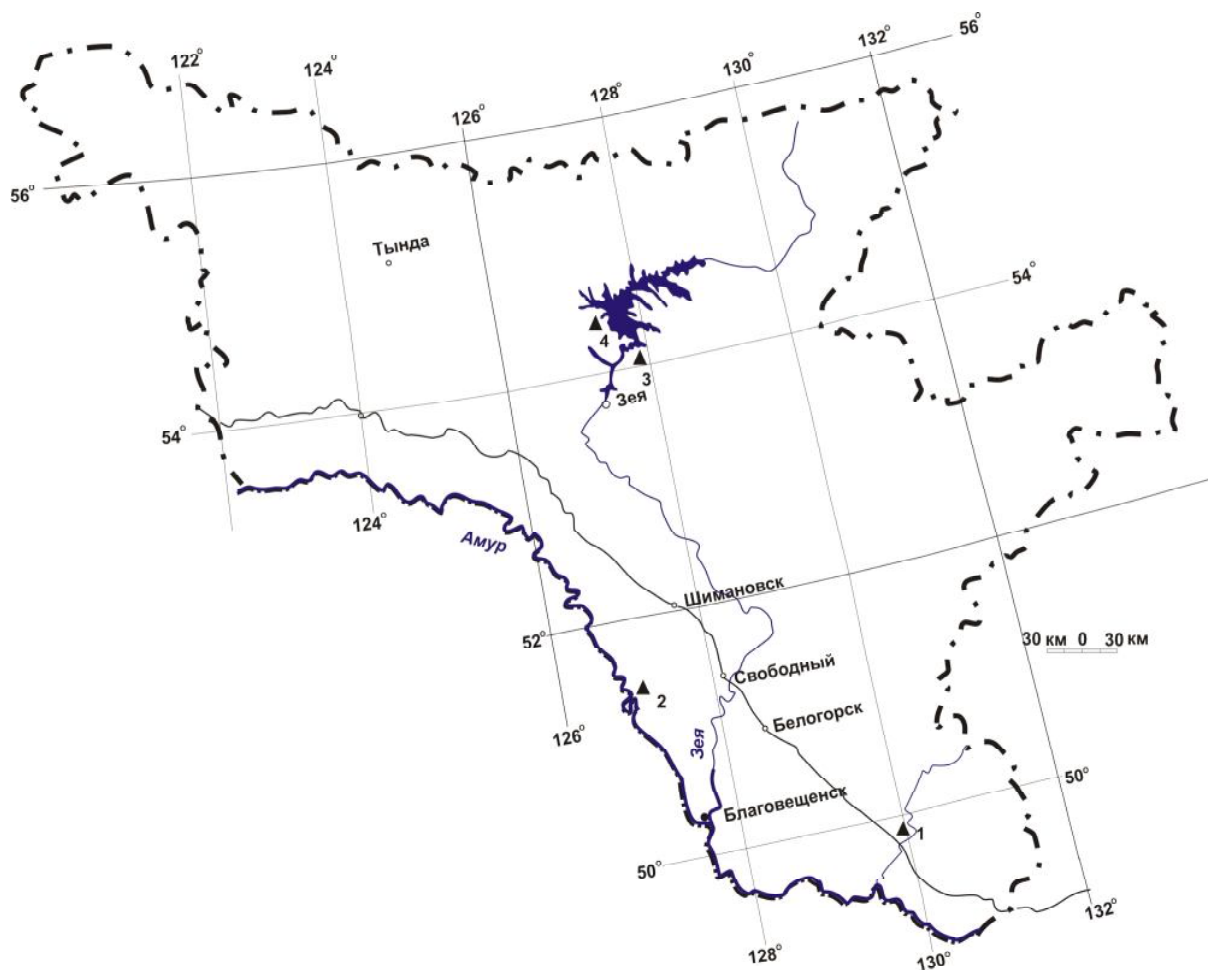 132°
56°
130°
128°
126°
124°
122°
56°
Тында
54°
4
3
Зея
54°
124°
Амур
Шимановск
52°
30 км 0 30 км
Свободный
2
126°
Белогорск
Зея
50°
Благовещенск
1
50°
132°
128°
130°